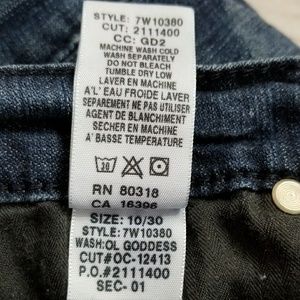 STYLE: 7W10380
CUT: 2111400
CC: GD2
MACHINE WASH COLD
WASH SEPARATELY
DO NOT BLEACH
TUMBLE DRY LOW
LAVER EN MACHINE
A'L' EAU FROIDE LAVER
SEPAREMENT NE PAS UTILISER
AGENT DE BLANCHIMENT
SECHER EN MACHINE
A' BASSE TEMPERATURE
RN 80318
CA 16396
SIZE: 10/30
STYLE:7W10380
WASH:OL GODDESS
CUT#OC-12413
P.O.#2111400
SEC-01